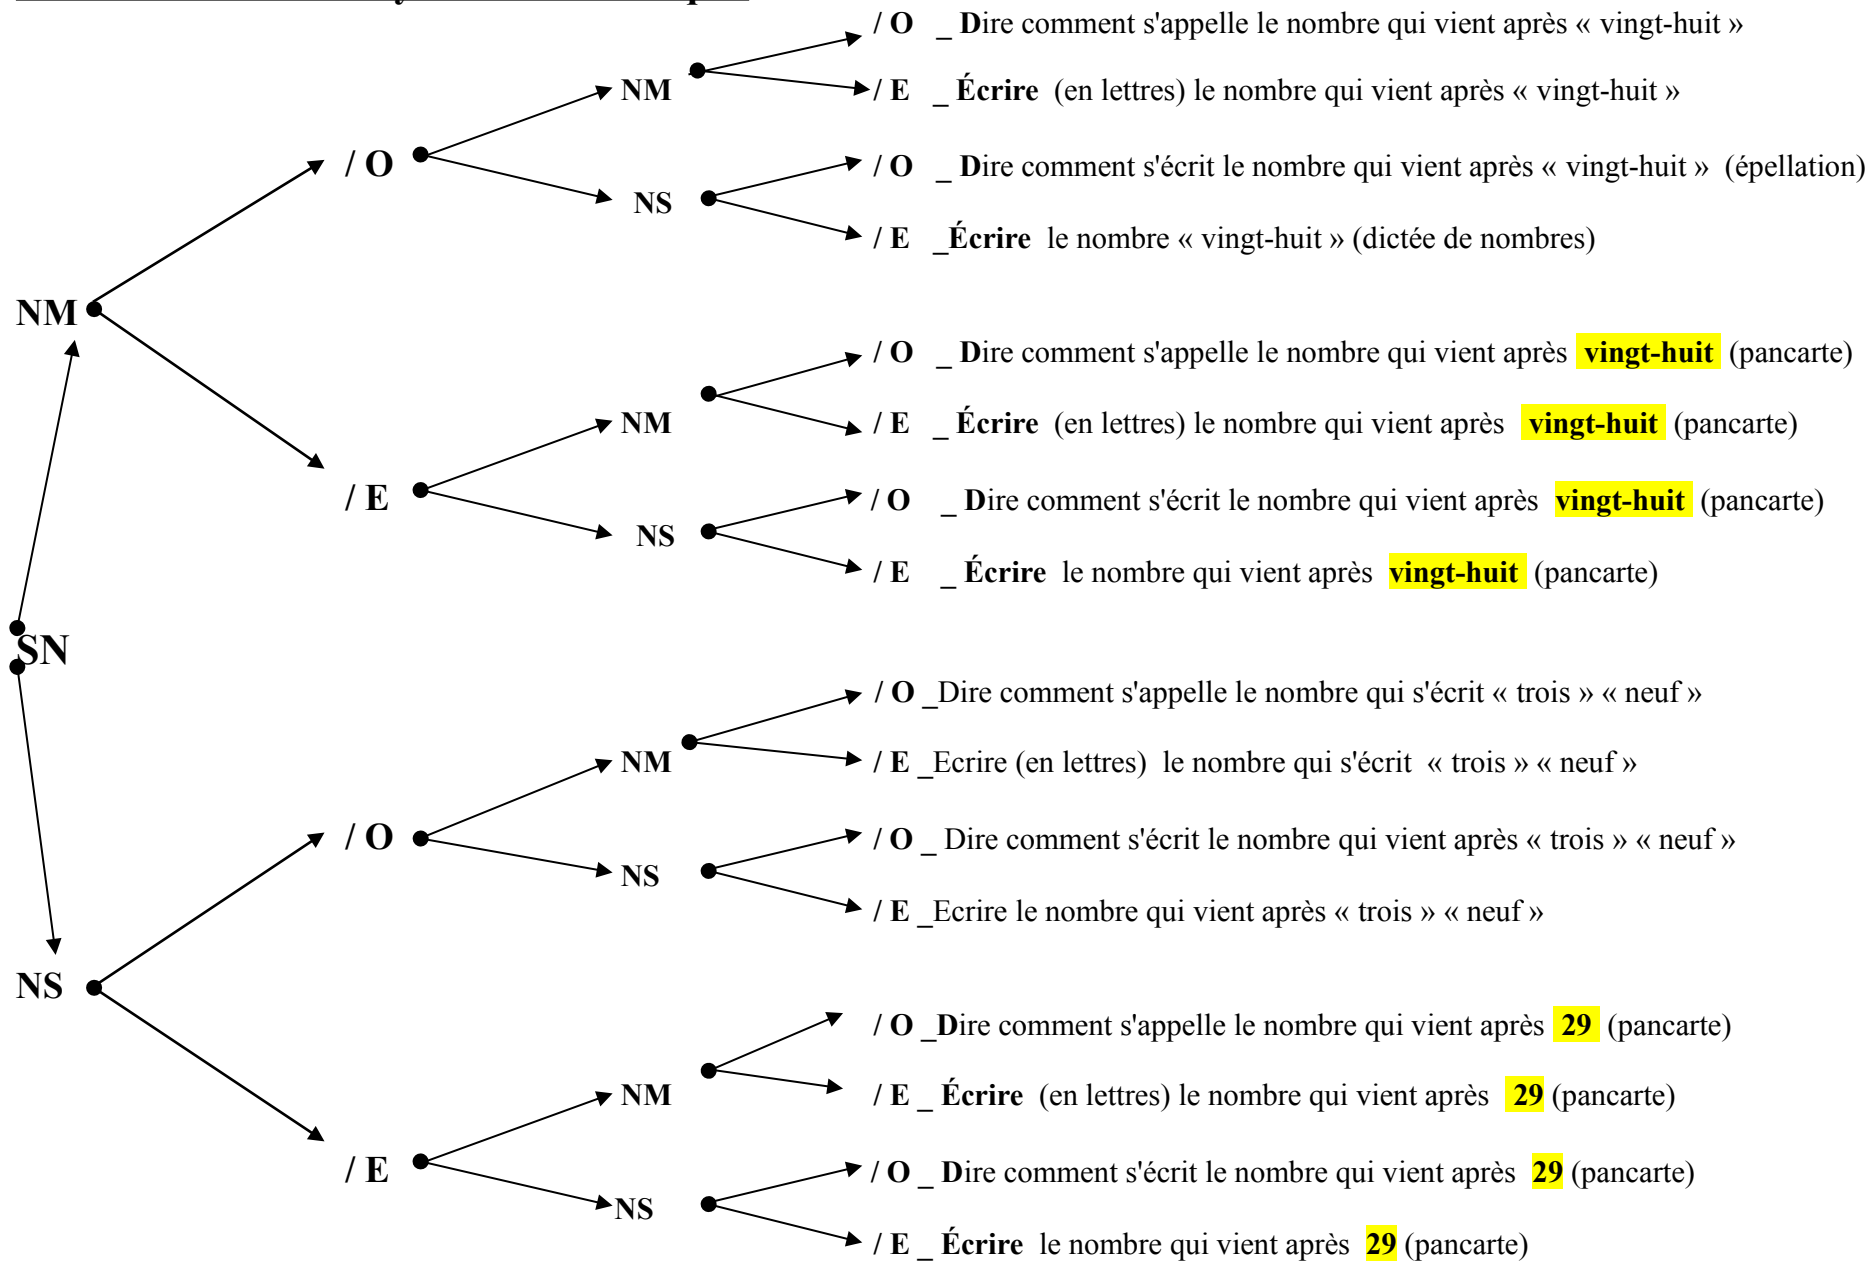 / O _ Dire comment s'appelle le nombre qui vient après « vingt-huit »
NM
/ E _ Écrire (en lettres) le nombre qui vient après « vingt-huit »
/ O
/ O _ Dire comment s'écrit le nombre qui vient après « vingt-huit » (épellation)
NS
/ E _Écrire le nombre « vingt-huit » (dictée de nombres)
NM
/ O _ Dire comment s'appelle le nombre qui vient après vingt-huit (pancarte)
NM
/ E _ Écrire (en lettres) le nombre qui vient après vingt-huit (pancarte)
/ E
/ O _ Dire comment s'écrit le nombre qui vient après vingt-huit (pancarte)
NS
/ E _ Écrire le nombre qui vient après vingt-huit (pancarte)
SN
/ O _Dire comment s'appelle le nombre qui s'écrit « trois » « neuf »
NM
/ E _Ecrire (en lettres) le nombre qui s'écrit « trois » « neuf »
/ O
/ O _ Dire comment s'écrit le nombre qui vient après « trois » « neuf »
NS
/ E _Ecrire le nombre qui vient après « trois » « neuf »
NS
/ O _Dire comment s'appelle le nombre qui vient après 29 (pancarte)
NM
/ E _ Écrire (en lettres) le nombre qui vient après 29 (pancarte)
/ E
/ O _ Dire comment s'écrit le nombre qui vient après 29 (pancarte)
NS
/ E _ Écrire le nombre qui vient après 29 (pancarte)